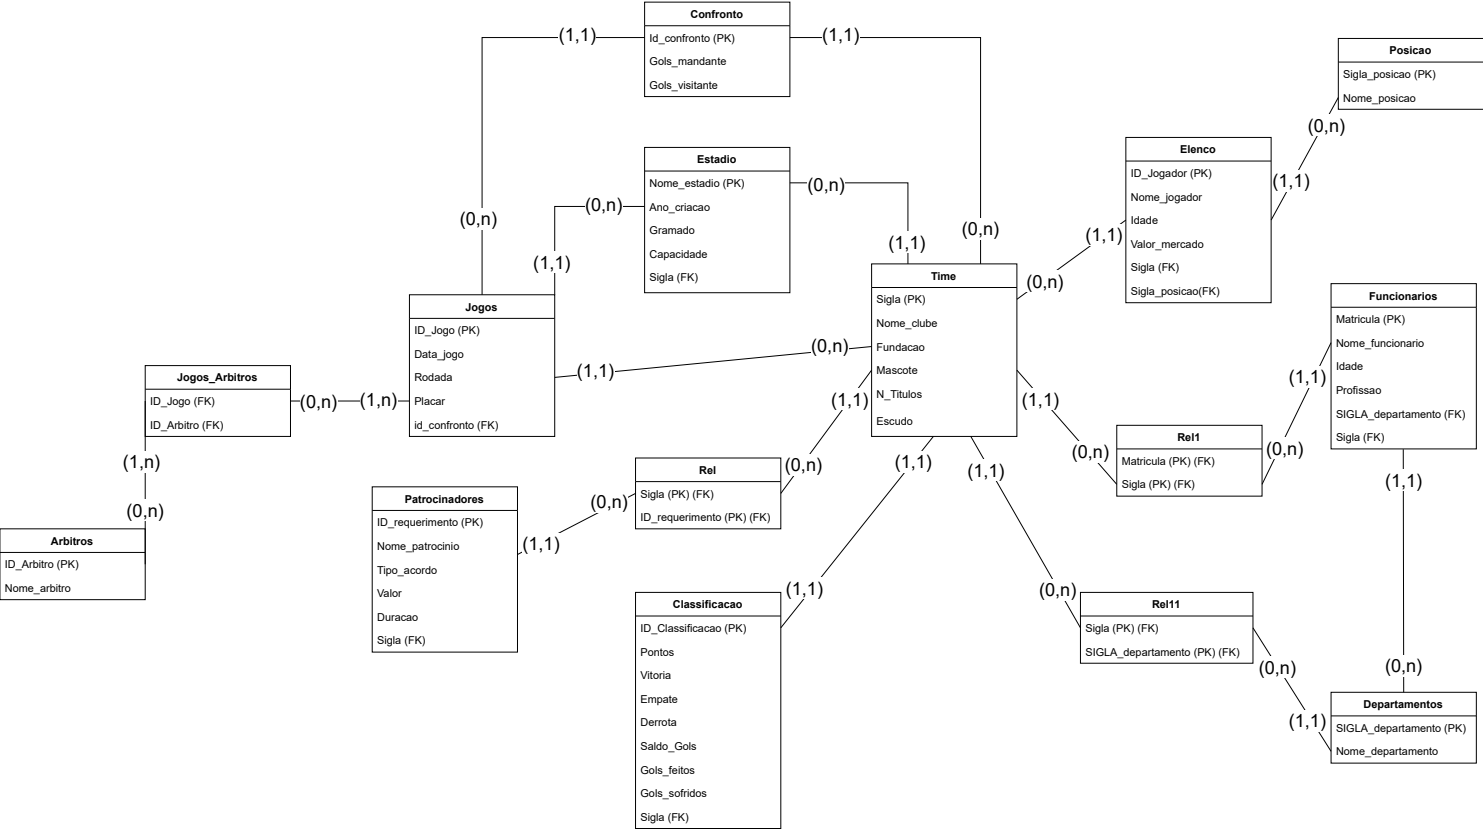 Confronto
Id_confronto (PK)
Gols_mandante
Gols_visitante
(1,1)
(1,1)
(0,n)
(0,n)
Posicao
Sigla_posicao (PK)
Nome_posicao
(0,n)
(1,1)
Elenco
ID_Jogador (PK)
Nome_jogador
Idade
Valor_mercado
Sigla (FK)
Sigla_posicao(FK)
(1,1)
(0,n)
Estadio
Nome_estadio (PK)
Ano_criacao
Gramado
Capacidade
Sigla (FK)
(0,n)
(1,1)
(0,n)
(1,1)
Time
Sigla (PK)
Nome_clube
Fundacao
Mascote
N_Titulos
Escudo
Jogos
ID_Jogo (PK)
Data_jogo
Rodada
Placar
id_confronto (FK)
(1,1)
(0,n)
Jogos_Arbitros
ID_Jogo (FK)
ID_Arbitro (FK)
(0,n)
(1,n)
(1,n)
(0,n)
Arbitros
ID_Arbitro (PK)
Nome_arbitro
Funcionarios
Matricula (PK)
Nome_funcionario
Idade
Profissao
SIGLA_departamento (FK)
Sigla (FK)
(1,1)
(0,n)
Rel1
Matricula (PK) (FK)
Sigla (PK) (FK)
(1,1)
(0,n)
Rel
Sigla (PK) (FK)
ID_requerimento (PK) (FK)
(1,1)
(0,n)
(0,n)
(1,1)
Patrocinadores
ID_requerimento (PK)
Nome_patrocinio
Tipo_acordo
Valor
Duracao
Sigla (FK)
(1,1)
(1,1)
Classificacao
ID_Classificacao (PK)
Pontos
Vitoria
Empate
Derrota
Saldo_Gols
Gols_feitos
Gols_sofridos
Sigla (FK)
(1,1)
(0,n)
Rel11
Sigla (PK) (FK)
SIGLA_departamento (PK) (FK)
(0,n)
(1,1)
(1,1)
(0,n)
Departamentos
SIGLA_departamento (PK)
Nome_departamento